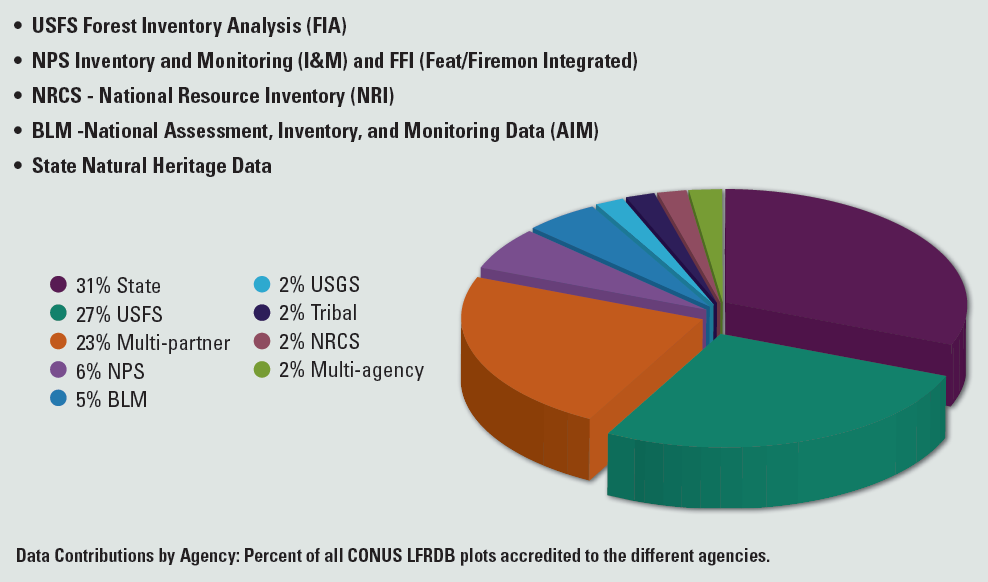 • USFS Forest Inventory Analysis (FIA)
• NPS Inventory and Monitoring (I&M) and FFI (Feat/Firemon Integrated)
• NRCS - National Resource Inventory (NRI)
• BLM -National Assessment, Inventory, and Monitoring Data (AIM)
• State Natural Heritage Data
31% State
27% USFS
23% Multi-partner
6% NPS
5% BLM
2% USGS
2% Tribal
2% NRCS
2% Multi-agency
Data Contributions by Agency: Percent of all CONUS LFRDB plots accredited to the different agencies.